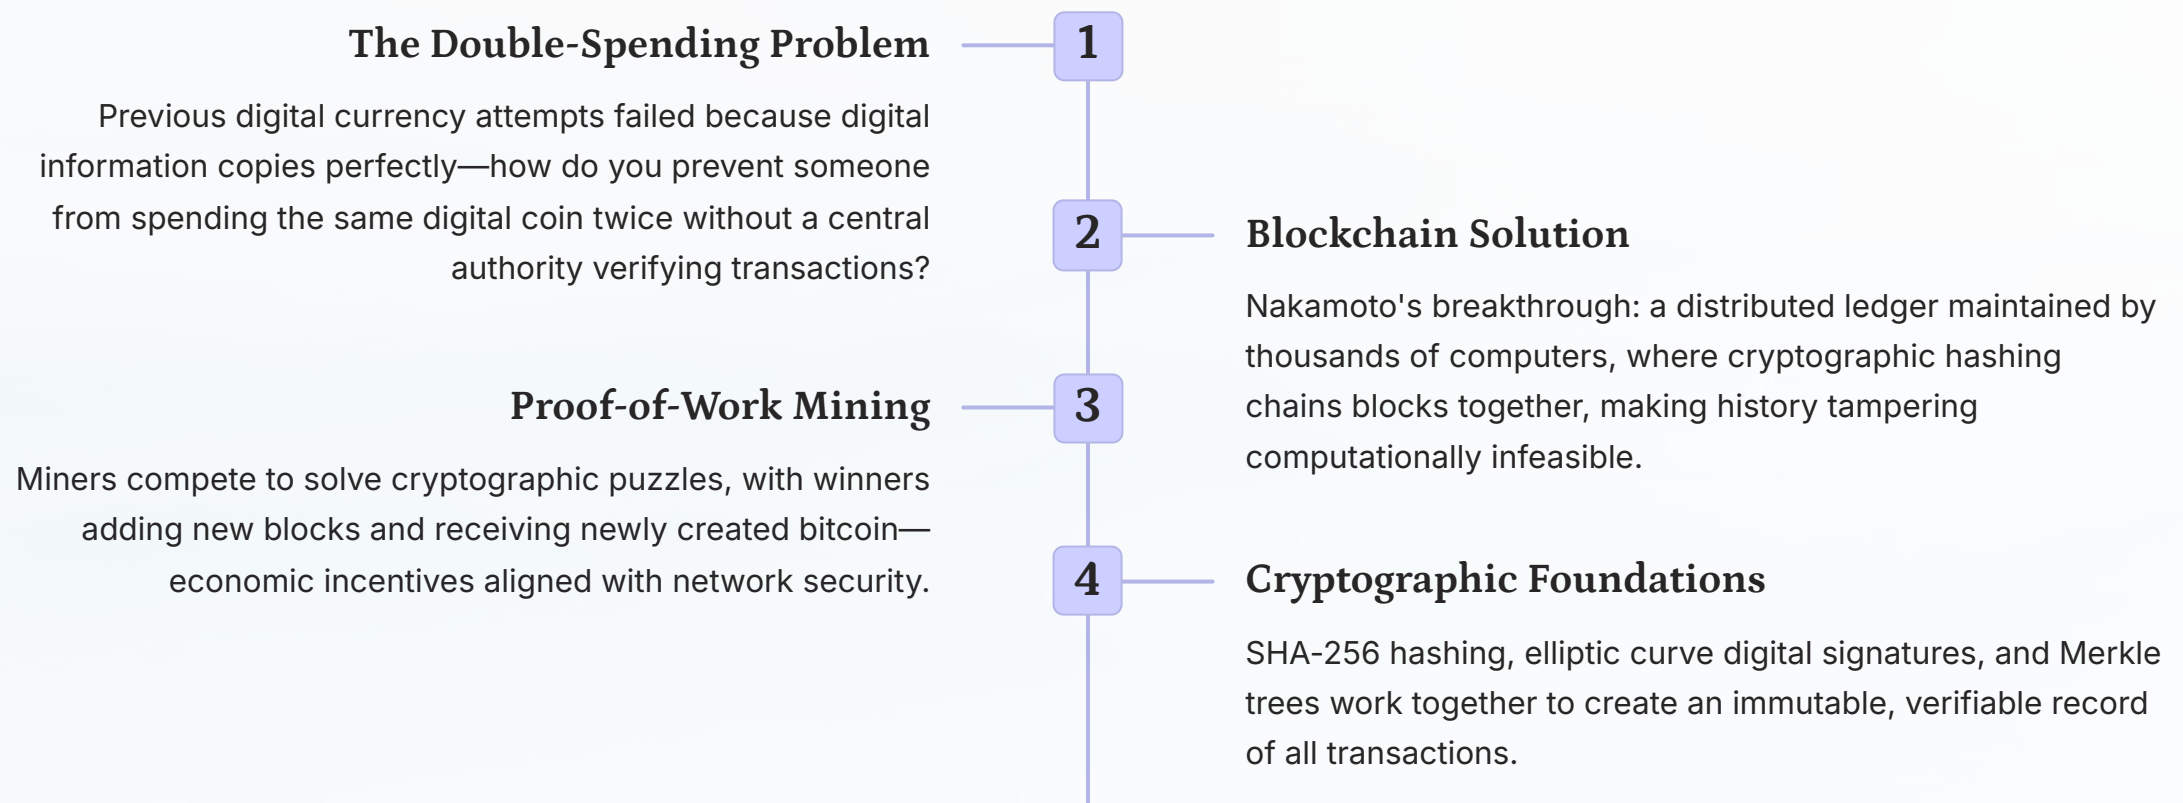 The Double-Spending Problem
1
Previous digital currency attempts failed because digital
information copies perfectly—how do you prevent someone
from spending the same digital coin twice without a central
authority verifying transactions?
2
Blockchain Solution
Nakamoto's breakthrough: a distributed ledger maintained by
thousands of computers, where cryptographic hashing
chains blocks together, making history tampering
computationally infeasible.
Proof-of-Work Mining
3
Miners compete to solve cryptographic puzzles, with winners
adding new blocks and receiving newly created bitcoin—
economic incentives aligned with network security.
4
Cryptographic Foundations
SHA-256 hashing, elliptic curve digital signatures, and Merkle
trees work together to create an immutable, verifiable record
of all transactions.